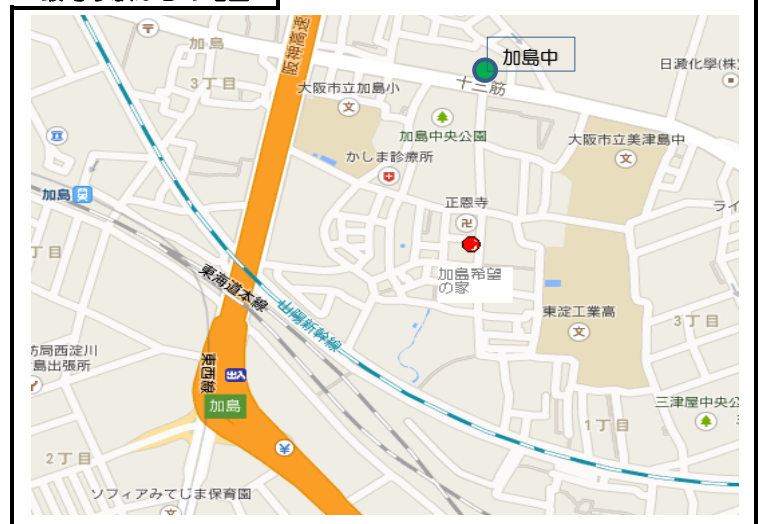 加島
3丁目
阪神高速
加島中
十三筋
日澱化學(株)
大阪市立加島小
文
加島中央公園
大阪市立美津島中
文
かしま診療所
正恩寺
卍
ライ
加島
丁目
加島希望
の家
東海道本線
山陽新幹線
東淀工業高
文
3丁目
防局西淀川
島出張所
東西線
出入
加島
三津屋中央公
1丁目
¥
2丁目
ソフィアみてじま保育園
文